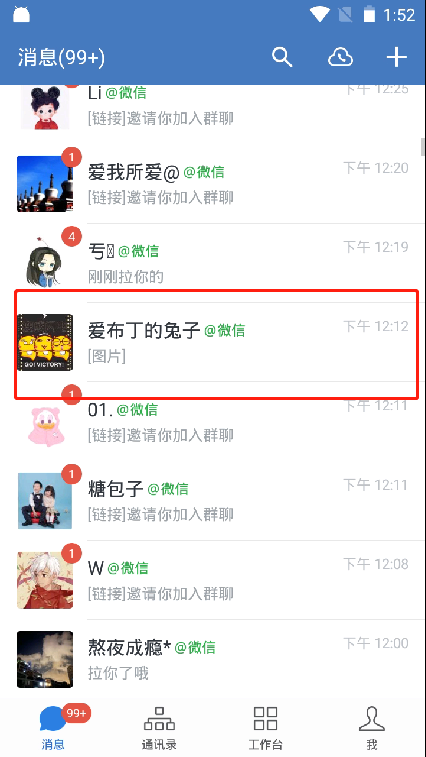 1:52
消息(99+)
Li @微信
下午 12:25
[链接]邀请你加入群聊
1
爱我所爱@ @微信
下午 12:20
[链接]邀请你加入群聊
4
亏 @微信
下午 12:19
刚刚拉你的
爱布丁的兔子 @微信
下午 12:12
[图片]
GO! VICTORY!
1
01. @微信
下午 12:11
[链接]邀请你加入群聊
1
糖包子 @微信
下午 12:11
[链接]邀请你加入群聊
1
W @微信
下午 12:08
[链接]邀请你加入群聊
熬夜成瘾* @微信
下午 12:00
拉你了哦
99+
消息
通讯录
工作台
我